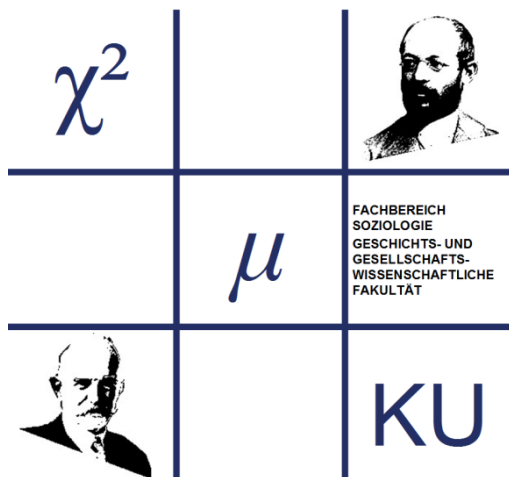 χ²
FACHBEREICH
SOZIOLOGIE
GESCHICHTS- UND
GESELLSCHAFTS-
WISSENSCHAFTLICHE
FAKULTÄT
μ
KU